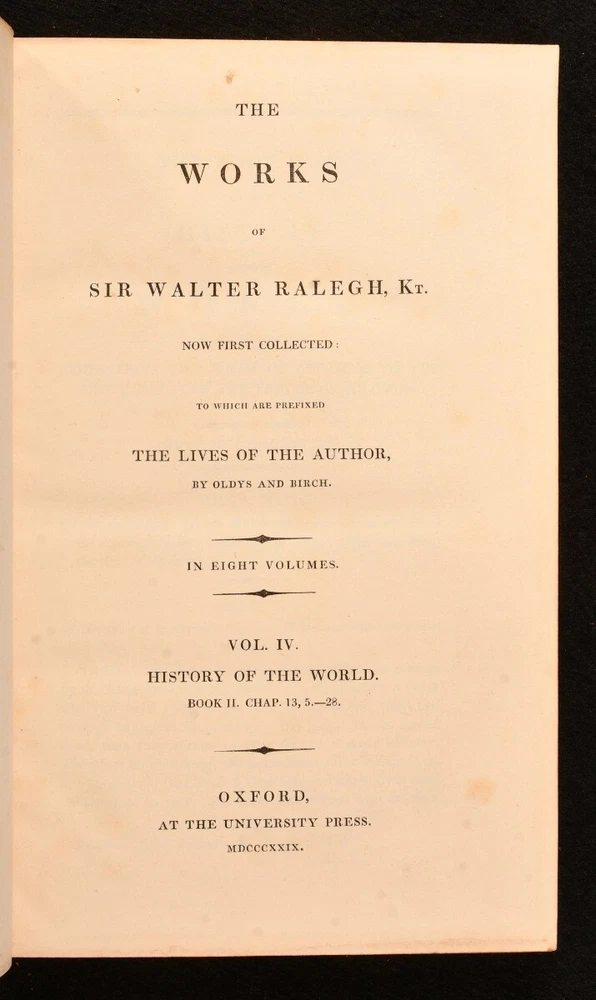 THE
WORKS
OF
SIR WALTER RALEGH, KT.
NOW FIRST COLLECTED:
TO WHICH ARE PREFIXED
THE LIVES OF THE AUTHOR,
BY OLDYS AND BIRCH.
IN EIGHT VOLUMES.
VOL. IV.
HISTORY OF THE WORLD.
BOOK II. CHAP. 13, 5.—28.
OXFORD,
AT THE UNIVERSITY PRESS.
MDCCCXXIX.